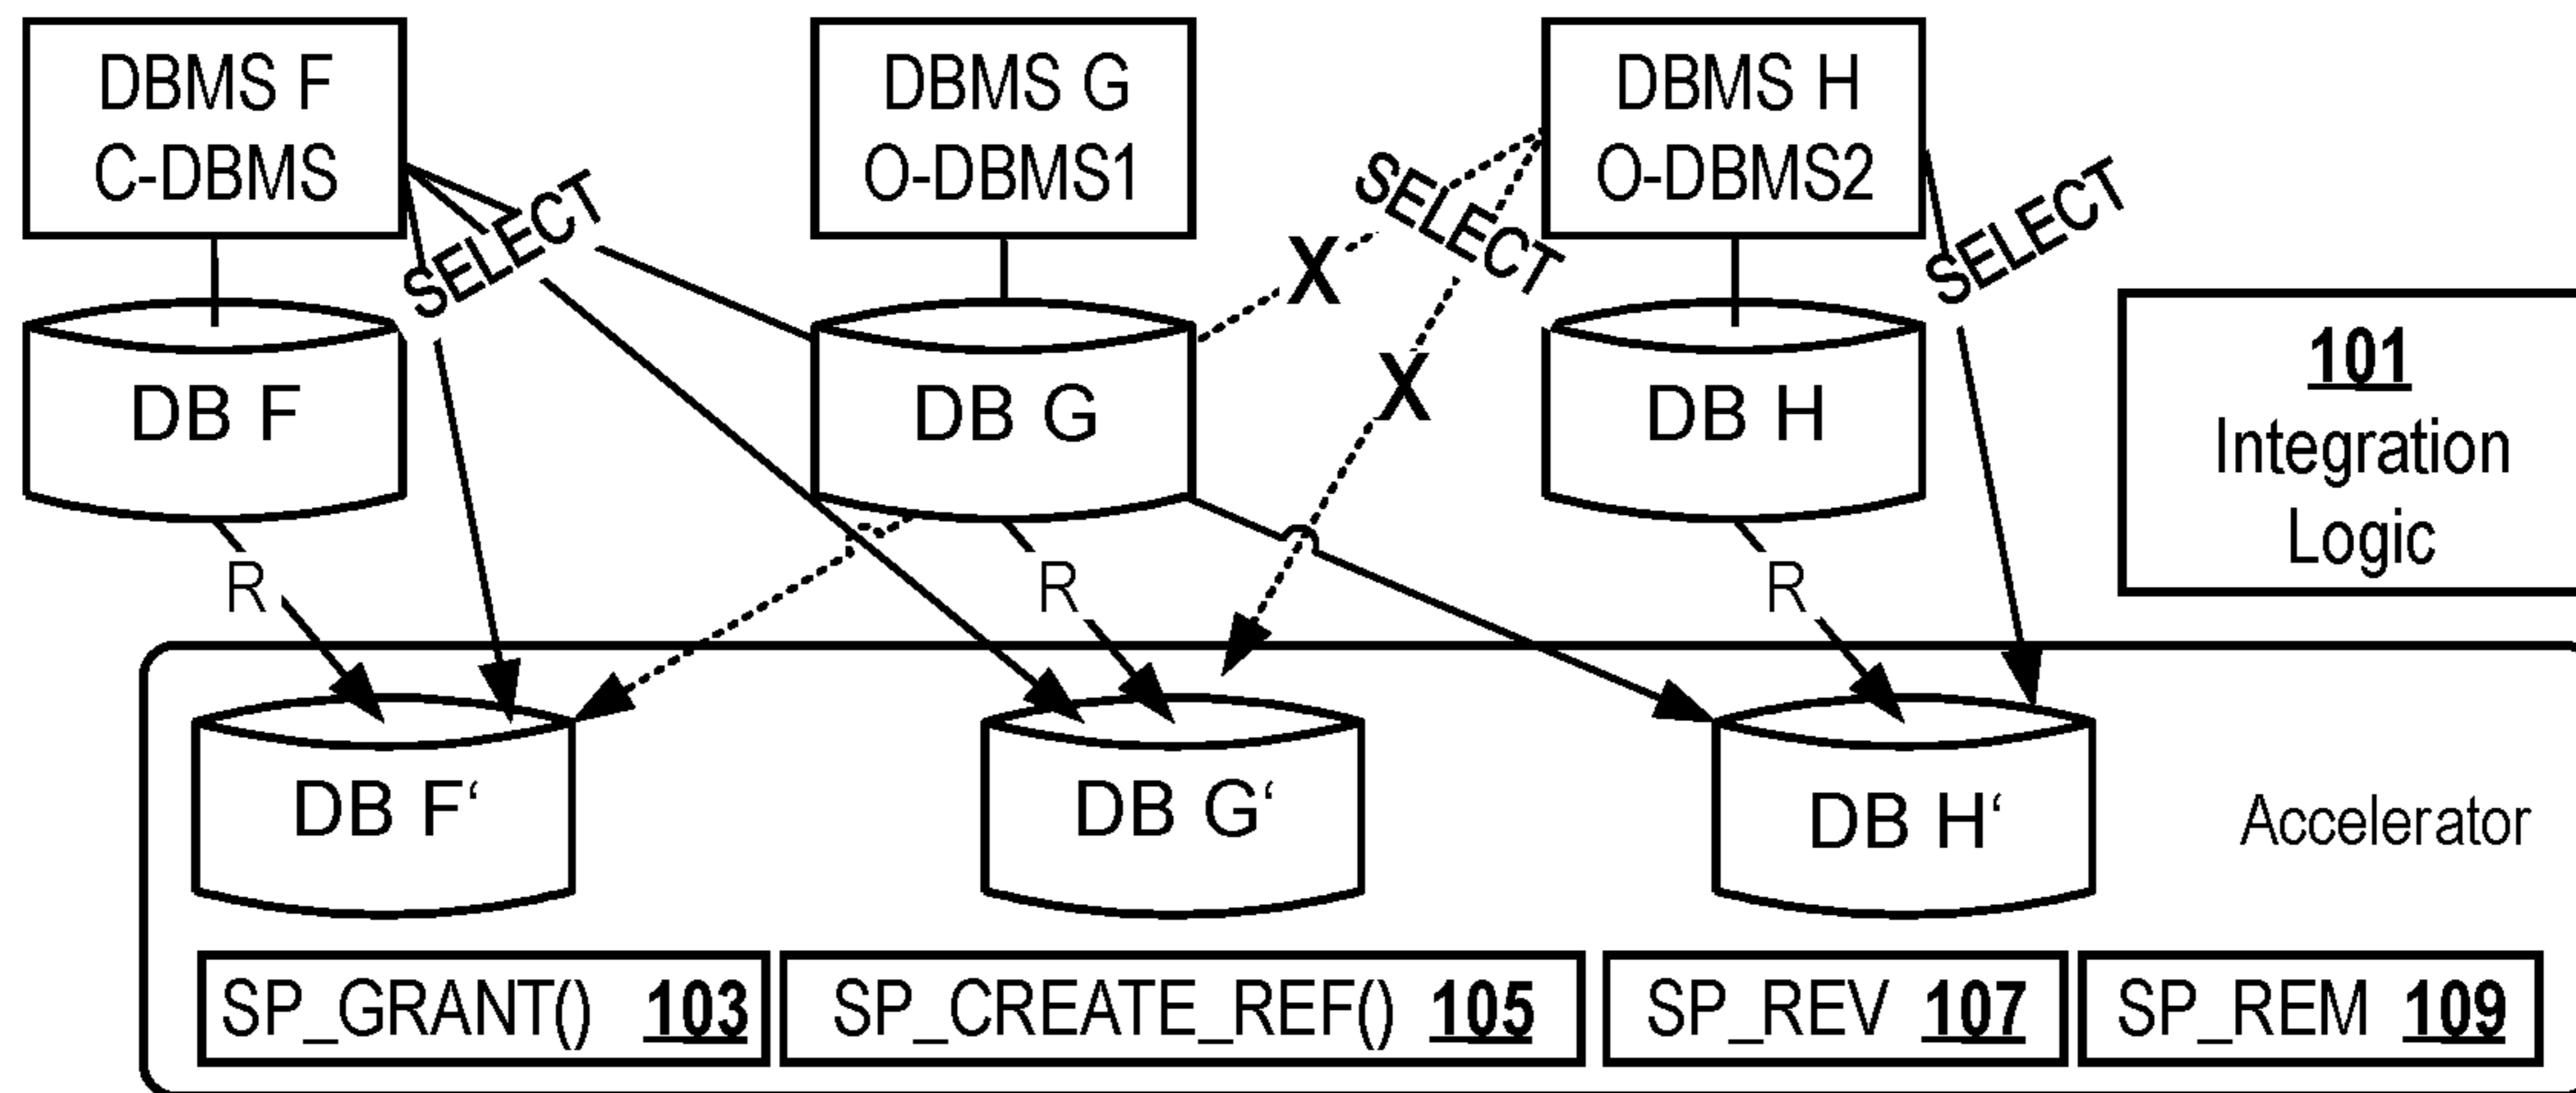 DBMS F
C-DBMS
DBMS G
O-DBMS1
DBMS H
O-DBMS2
SELECT
SELECT
SELECT
X
X
DB F
DB G
DB H
101
Integration
Logic
R
R
R
DB F‘
DB G‘
DB H‘
Accelerator
SP_GRANT() 103
SP_CREATE_REF() 105
SP_REV 107
SP_REM 109